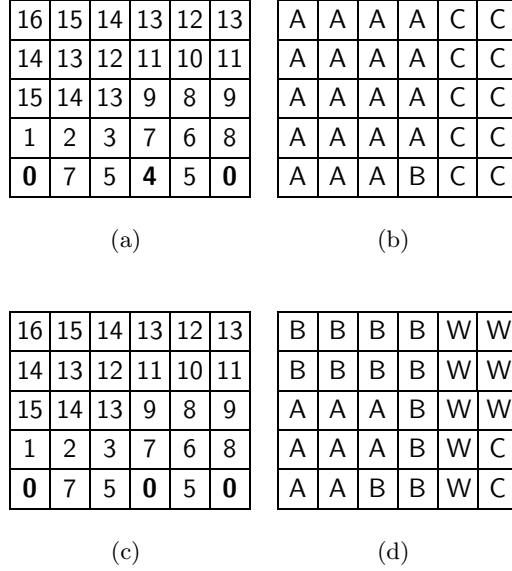 16 15 14 13 12 13 A A A A C C
14 13 12 11 10 11 A A A A C C
15 14 13 9 8 9 A A A A C C
1 2 3 7 6 8 A A A A C C
0 7 5 4 5 0 A A A B C C
(a) (b)
16 15 14 13 12 13 B B B B W W
14 13 12 11 10 11 B B B B W W
15 14 13 9 8 9 A A A B W W
1 2 3 7 6 8 A A A B W C
0 7 5 0 5 0 A A B B W C
(c) (d)